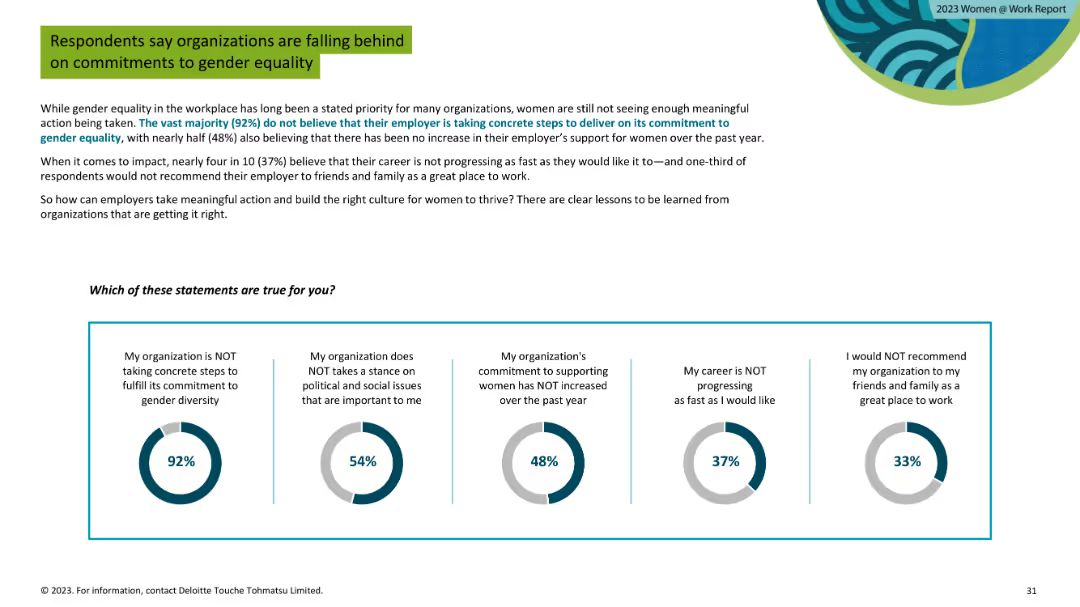 2023 Women @ Work Report
Respondents say organizations are falling behind
on commitments to gender equality
While gender equality in the workplace has long been a stated priority for many organizations, women are still not seeing enough meaningful
action being taken. The vast majority (92%) do not believe that their employer is taking concrete steps to deliver on its commitment to
gender equality, with nearly half (48%) also believing that there has been no increase in their employer's support for women over the past year.
When it comes to impact, nearly four in 10 (37%) believe that their career is not progressing as fast as they would like it to—and one-third of
respondents would not recommend their employer to friends and family as a great place to work.
So how can employers take meaningful action and build the right culture for women to thrive? There are clear lessons to be learned from
organizations that are getting it right.
Which of these statements are true for you?
My organization is NOT
taking concrete steps to
fulfill its commitment to
gender diversity
92%
My organization does
NOT takes a stance on
political and social issues
that are important to me
54%
My organization's
commitment to supporting
women has NOT increased
over the past year
48%
My career is NOT
progressing
as fast as I would like
37%
I would NOT recommend
my organization to my
friends and family as a
great place to work
33%
© 2023. For information, contact Deloitte Touche Tohmatsu Limited.
31